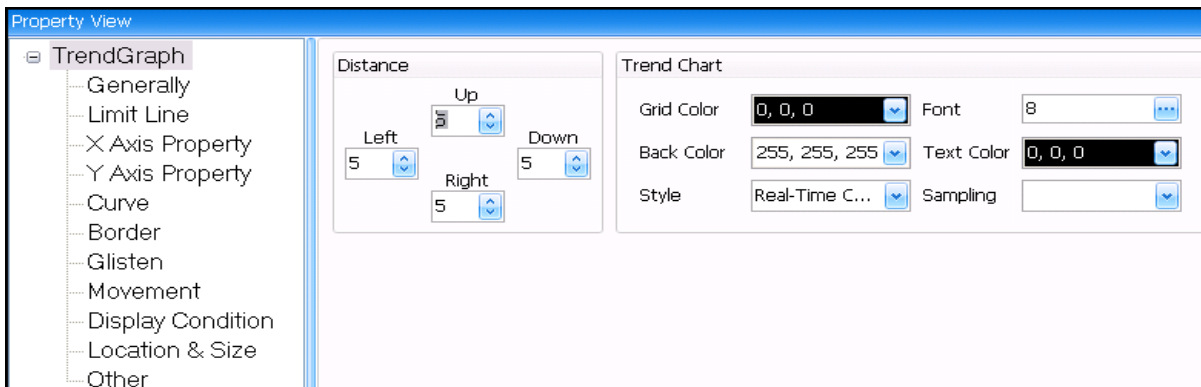 Property View
TrendGraph
Generally
Limit Line
X Axis Property
Y Axis Property
Curve
Border
Glisten
Movement
Display Condition
Location & Size
Other
Distance
Up
Left
5
Down
5
Right
5
Trend Chart
Grid Color 0, 0, 0 Font 8
Back Color 255, 255, 255 Text Color 0, 0, 0
Style Real-Time C... Sampling